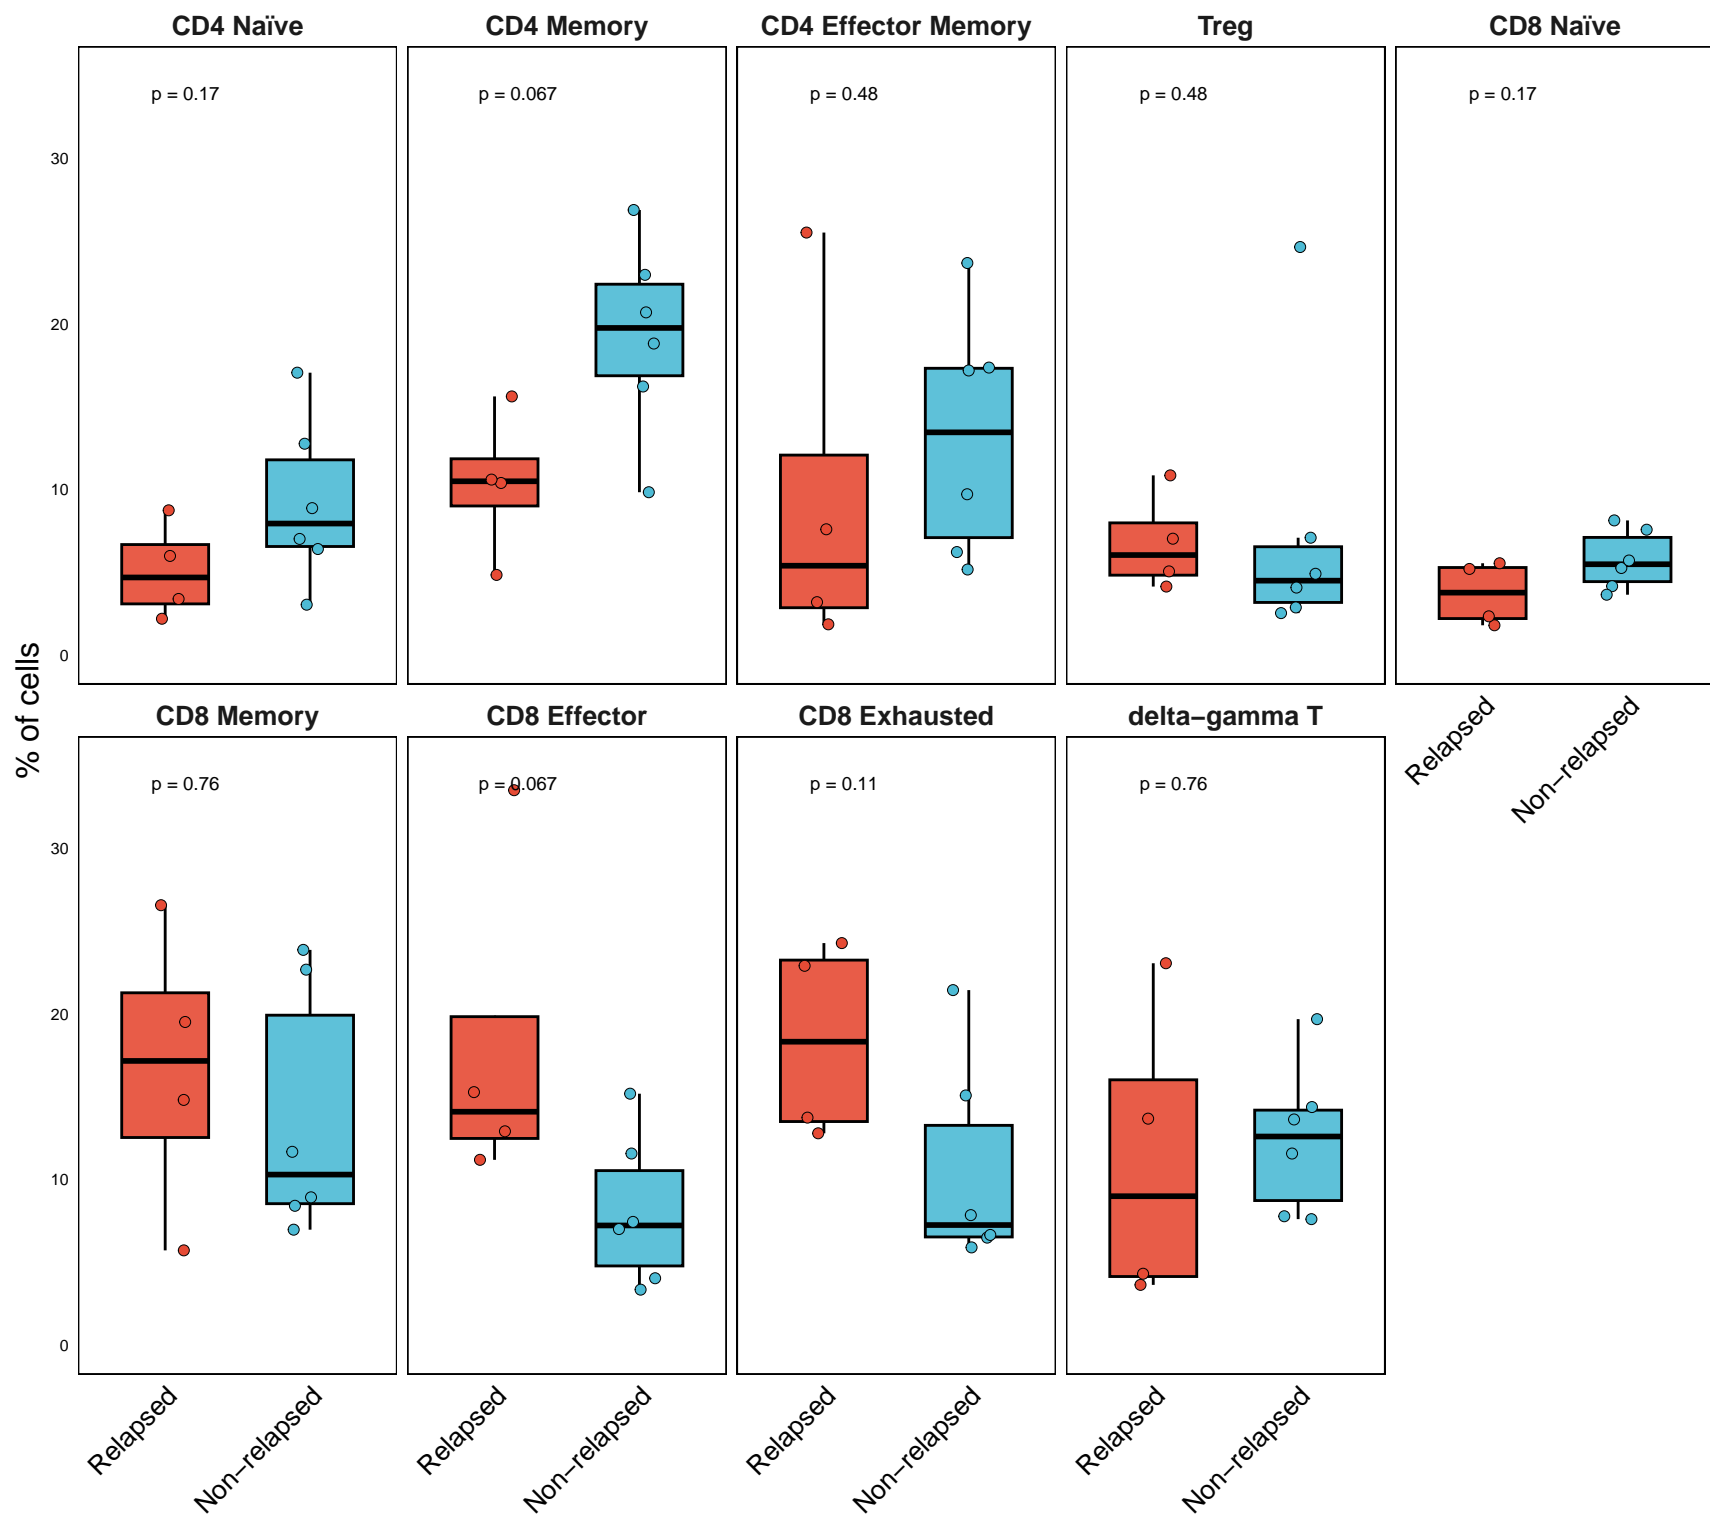 CD4 Naïve
CD4 Memory
CD4 Effector Memory
Treg
CD8 Naïve
p = 0.17
p = 0.067
p = 0.48
p = 0.48
p = 0.17
30
20
10
0
% of cells
Relapsed
Non−relapsed
CD8 Memory
CD8 Effector
CD8 Exhausted
delta−gamma T
p = 0.76
p = 0.067
p = 0.11
p = 0.76
30
20
10
0
Relapsed
Non−relapsed
Relapsed
Non−relapsed
Relapsed
Non−relapsed
Relapsed
Non−relapsed